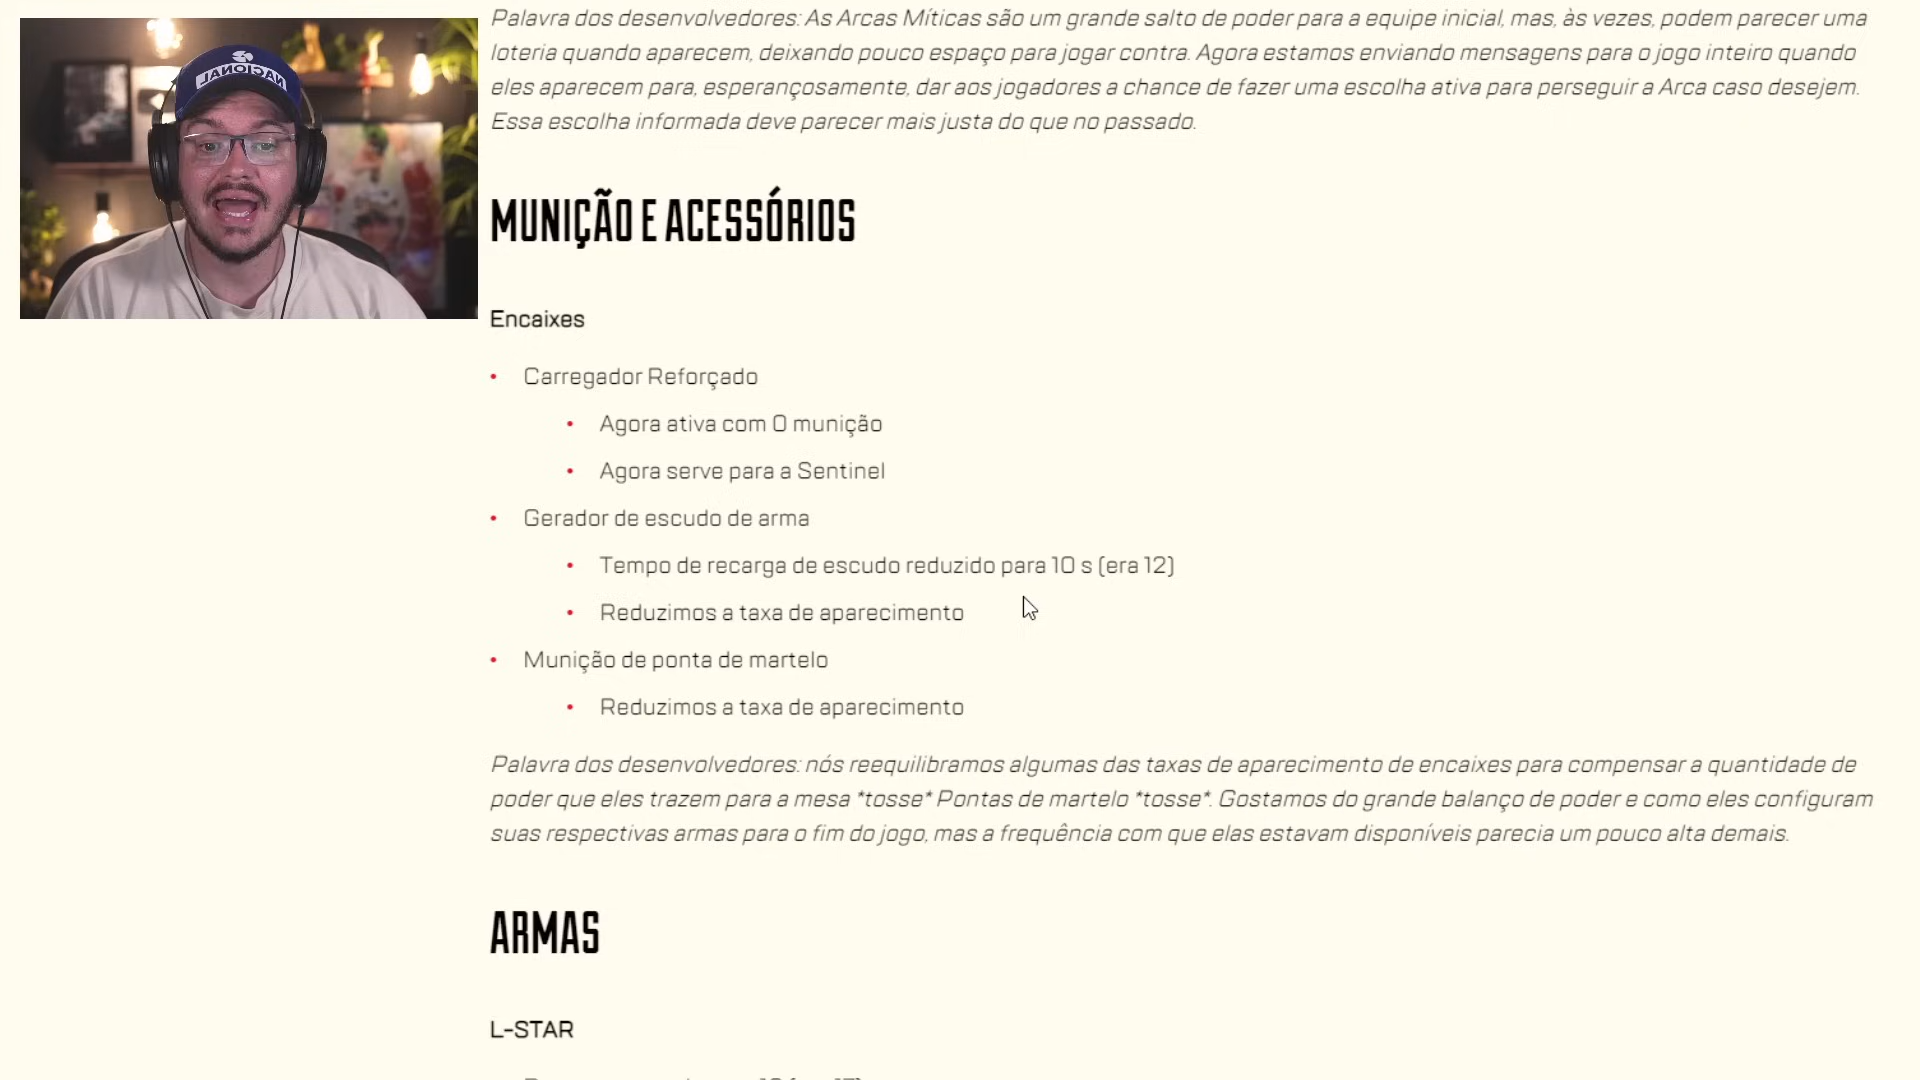 Palavra dos desenvolvedores: As Arcas Míticas são um grande salto de poder para a equipe inicial, mas, às vezes, podem parecer uma
loteria quando aparecem, deixando pouco espaço para jogar contra. Agora estamos enviando mensagens para o jogo inteiro quando
eles aparecem para, esperançosamente, dar aos jogadores a chance de fazer uma escolha ativa para perseguir a Arca caso desejem.
Essa escolha informada deve parecer mais justa do que no passado.
NACIONAL
MUNIÇÃO E ACESSÓRIOS
Encaixes
• Carregador Reforçado
• Agora ativa com 0 munição
• Agora serve para a Sentinel
• Gerador de escudo de arma
• Tempo de recarga de escudo reduzido para 10 s (era 12)
• Reduzimos a taxa de aparecimento
• Munição de ponta de martelo
• Reduzimos a taxa de aparecimento
Palavra dos desenvolvedores: nós reequilibramos algumas das taxas de aparecimento de encaixes para compensar a quantidade de
poder que eles trazem para a mesa *tosse* Pontas de martelo *tosse*. Gostamos do grande balanço de poder e como eles configuram
suas respectivas armas para o fim do jogo, mas a frequência com que elas estavam disponíveis parecia um pouco alta demais.
ARMAS
L-STAR